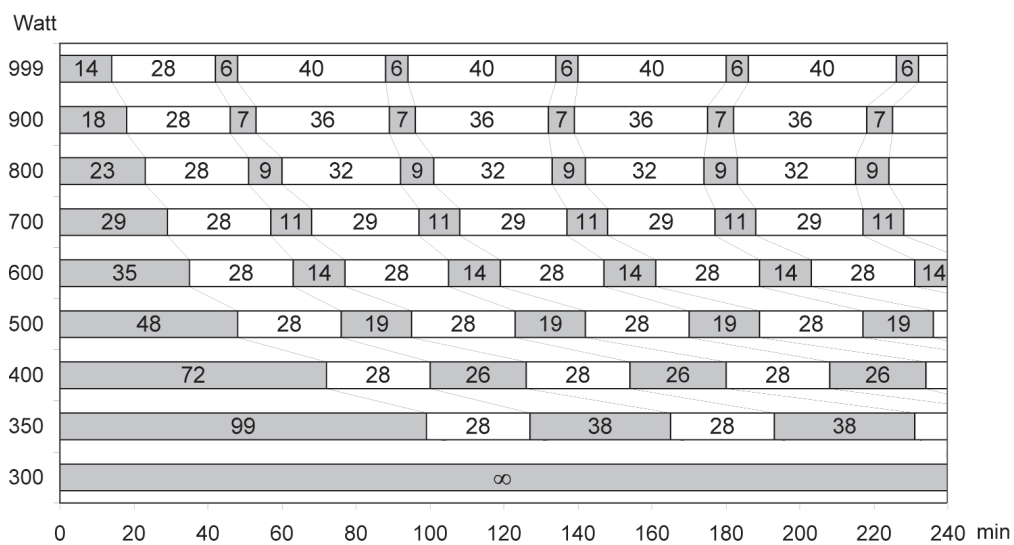 Watt
999 14 28 6 40 6 40 6 40 6 40 6
900 18 28 7 36 7 36 7 36 7 36 7
800 23 28 9 32 9 32 9 32 9 32 9
700 29 28 11 29 11 29 11 29 11 29 11
600 35 28 14 28 14 28 14 28 14 28 14
500 48 28 19 28 19 28 19 28 19
400 72 28 26 28 26 28 26
350 99 28 38 28 38
300 ∞
0 20 40 60 80 100 120 140 160 180 200 220 240 min